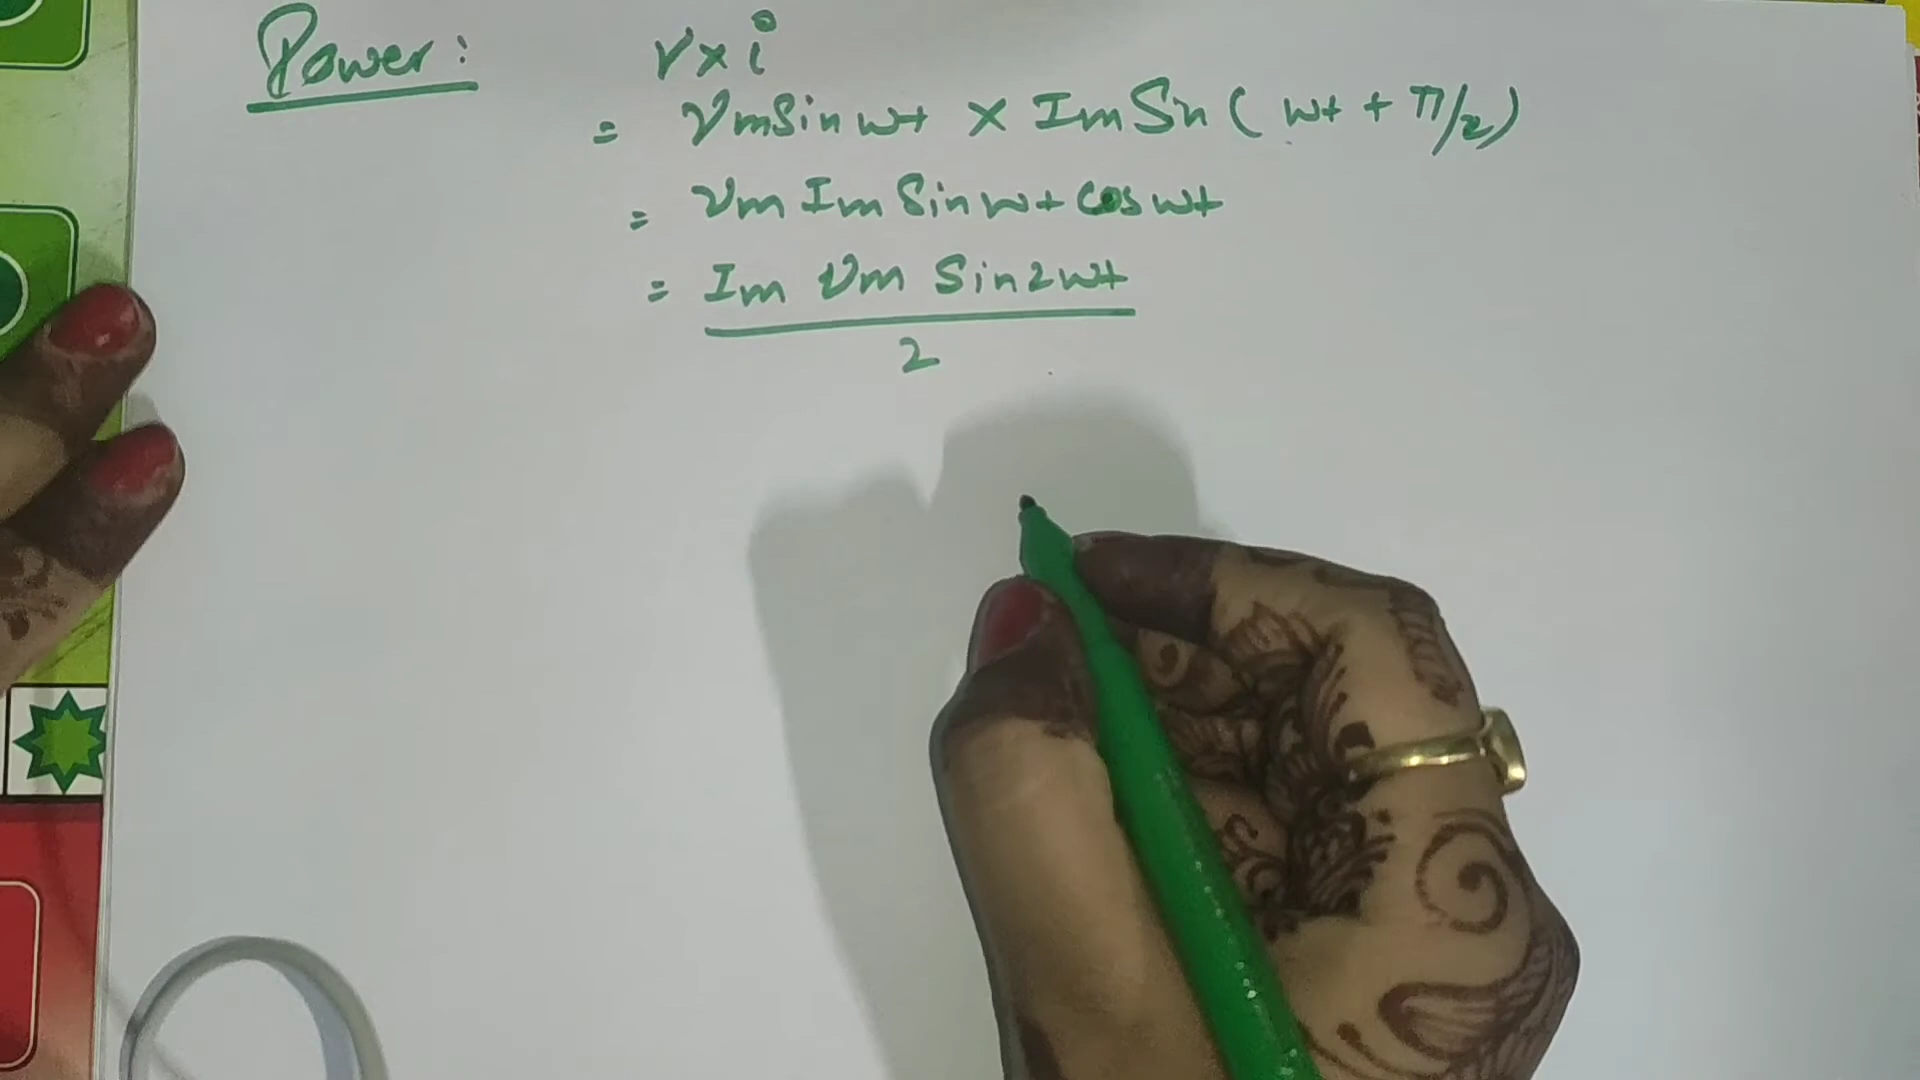 Power: V × i
= Vm Sin wt × Im Sin ( wt + π/2 )
= Vm Im Sin wt cos wt
= Im Vm Sin 2wt
2